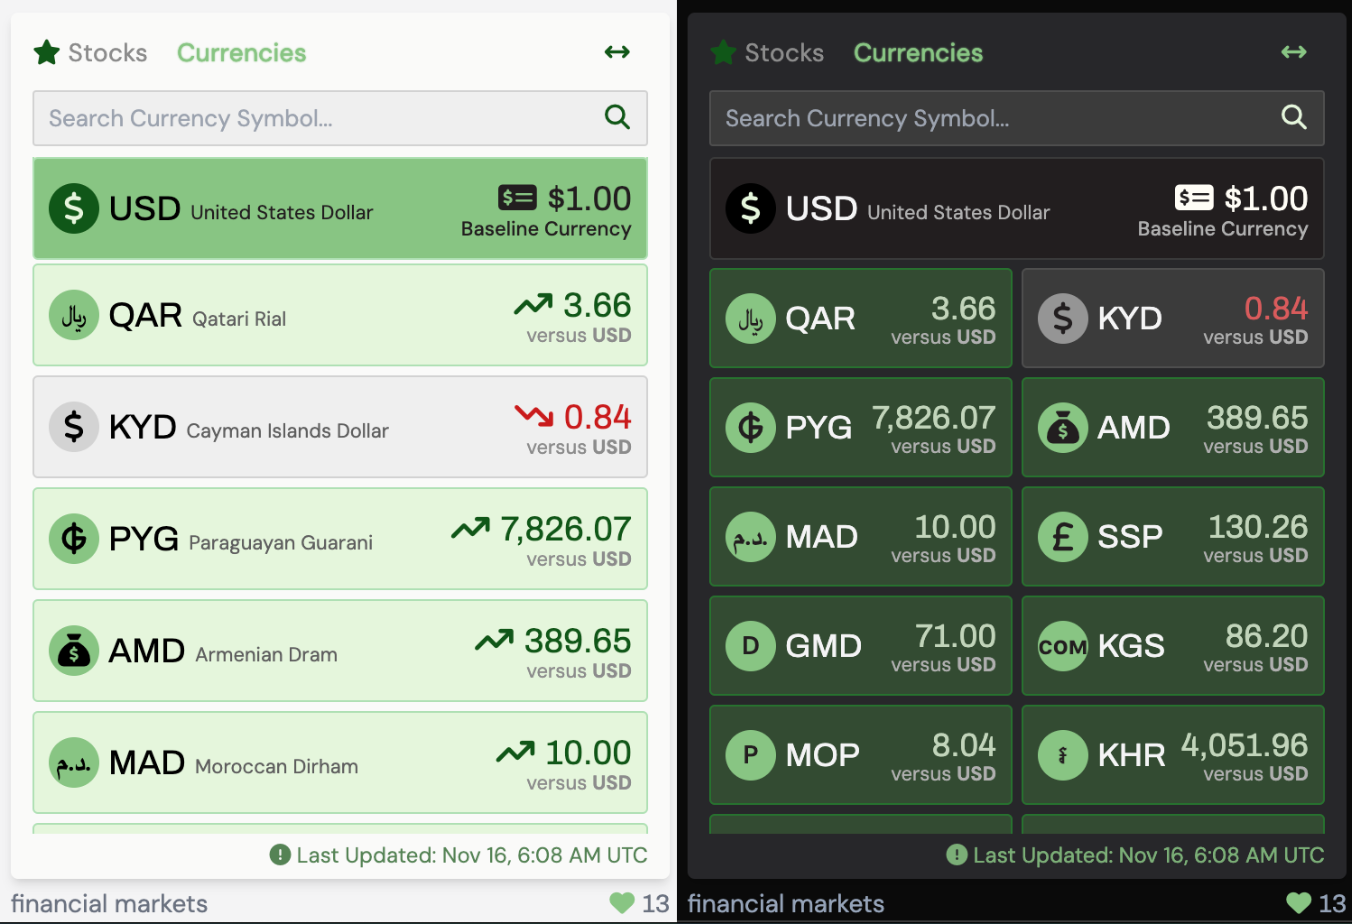 Stocks Currencies
Search Currency Symbol...
$ USD United States Dollar $1.00
Baseline Currency
ريال QAR Qatari Rial 3.66
versus USD
$ KYD Cayman Islands Dollar 0.84
versus USD
₲ PYG Paraguayan Guarani 7,826.07
versus USD
$ AMD Armenian Dram 389.65
versus USD
د.م. MAD Moroccan Dirham 10.00
versus USD
Last Updated: Nov 16, 6:08 AM UTC
financial markets 13
Stocks Currencies
Search Currency Symbol...
$ USD United States Dollar $1.00
Baseline Currency
ريال QAR 3.66
versus USD
$ KYD 0.84
versus USD
₲ PYG 7,826.07
versus USD
$ AMD 389.65
versus USD
د.م. MAD 10.00
versus USD
£ SSP 130.26
versus USD
D GMD 71.00
versus USD
COM KGS 86.20
versus USD
P MOP 8.04
versus USD
៛ KHR 4,051.96
versus USD
Last Updated: Nov 16, 6:08 AM UTC
financial markets 13